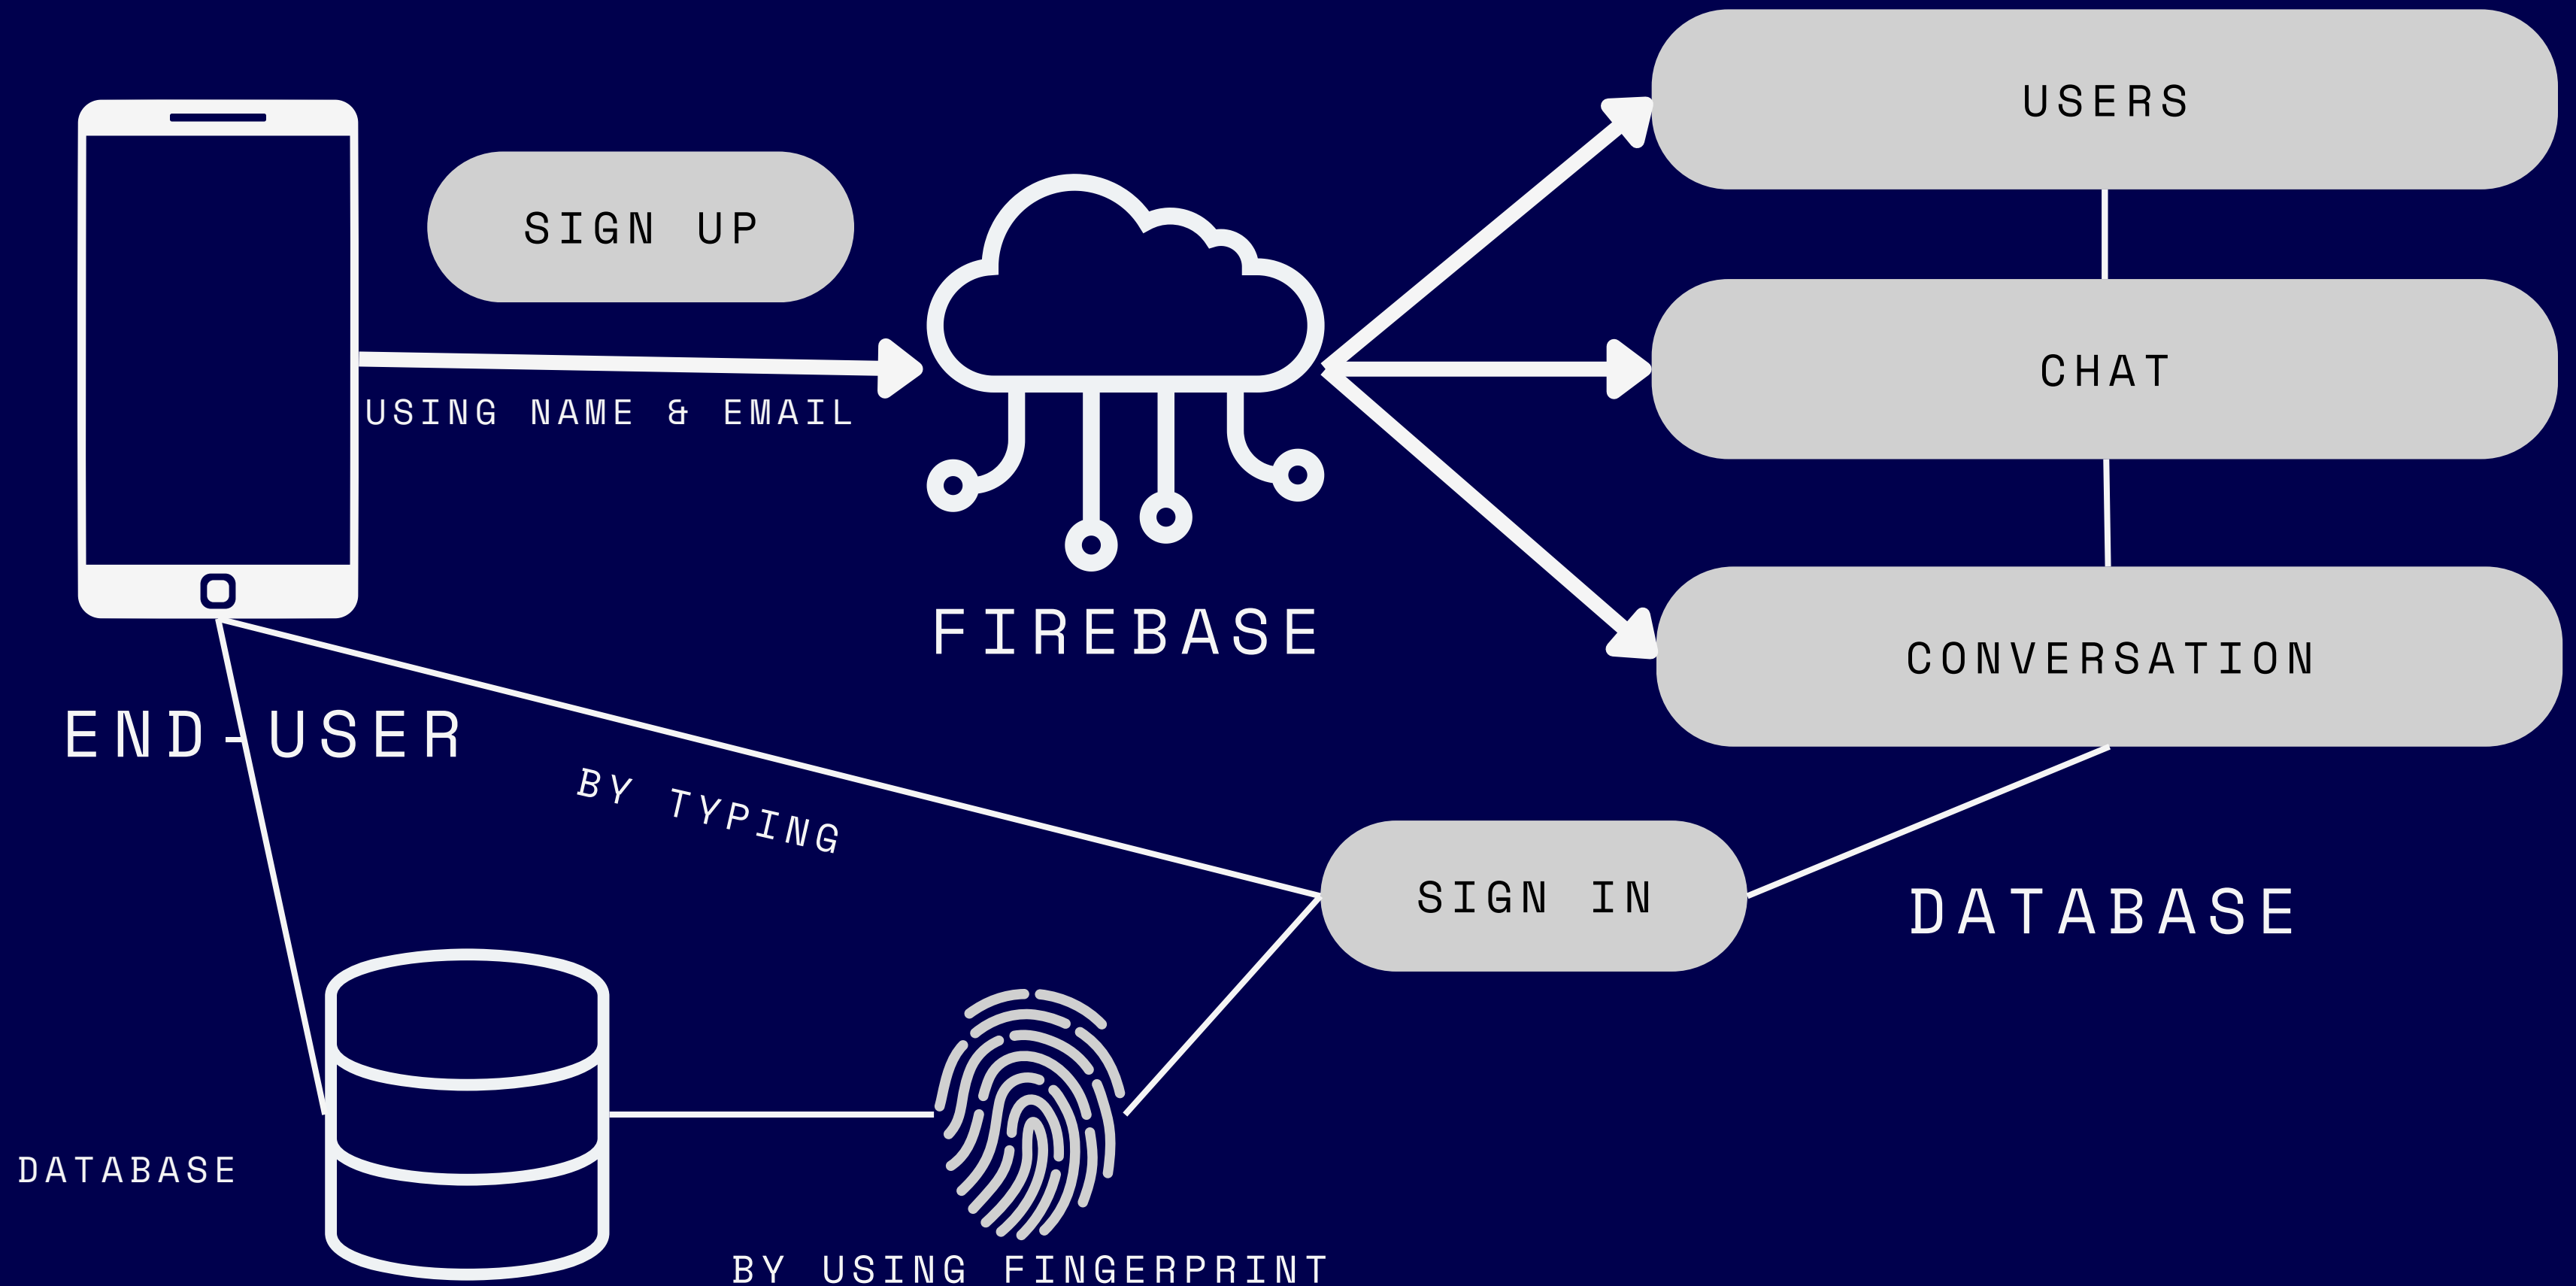 USERS
SIGN UP
CHAT
USING NAME & EMAIL
FIREBASE
CONVERSATION
END-USER
BY TYPING
SIGN IN
DATABASE
DATABASE
BY USING FINGERPRINT